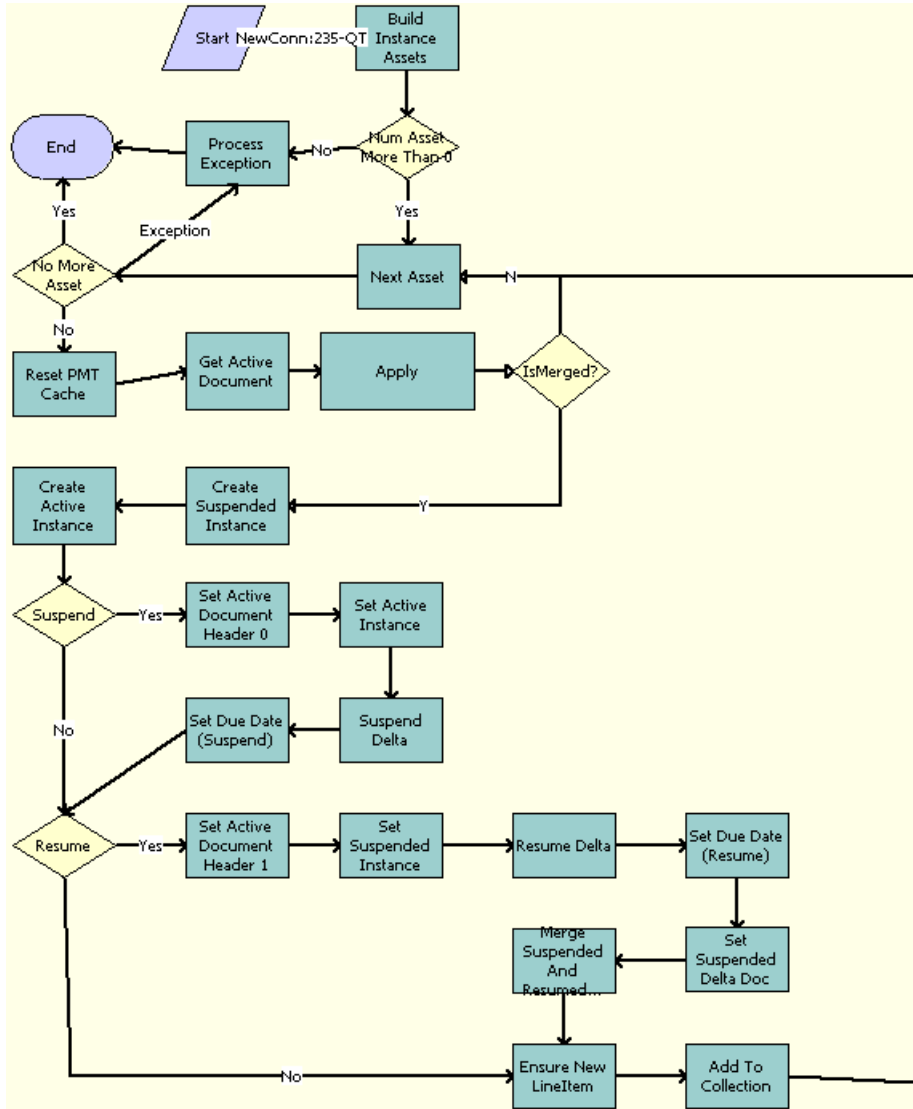 Start
NewConn:235-QT
Build
Instance
Assets
End
Process
Exception
No
Num Asset
More Than 0
Yes
Yes
Exception
No More
Asset
Next Asset
N
No
Reset PMT
Cache
Get Active
Document
Apply
IsMerged?
Create
Active
Instance
Create
Suspended
Instance
Y
Suspend
Yes
Set Active
Document
Header 0
Set Active
Instance
No
Set Due Date
(Suspend)
Suspend
Delta
Resume
Yes
Set Active
Document
Header 1
Set
Suspended
Instance
Resume Delta
Set Due Date
(Resume)
Merge
Suspended
And
Resumed...
Set
Suspended
Delta Doc
No
Ensure New
LineItem
Add To
Collection